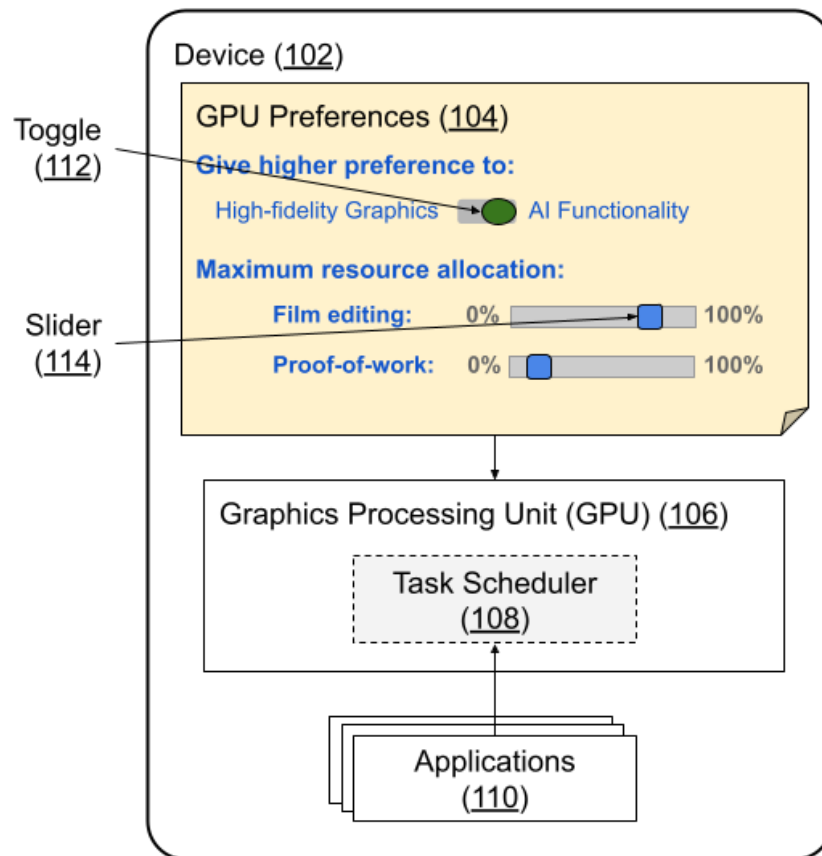 Device (102)
GPU Preferences (104)
Toggle
(112)
Give higher preference to:
High-fidelity Graphics AI Functionality
Maximum resource allocation:
Slider
(114)
Film editing: 0% 100%
Proof-of-work: 0% 100%
Graphics Processing Unit (GPU) (106)
Task Scheduler
(108)
Applications
(110)